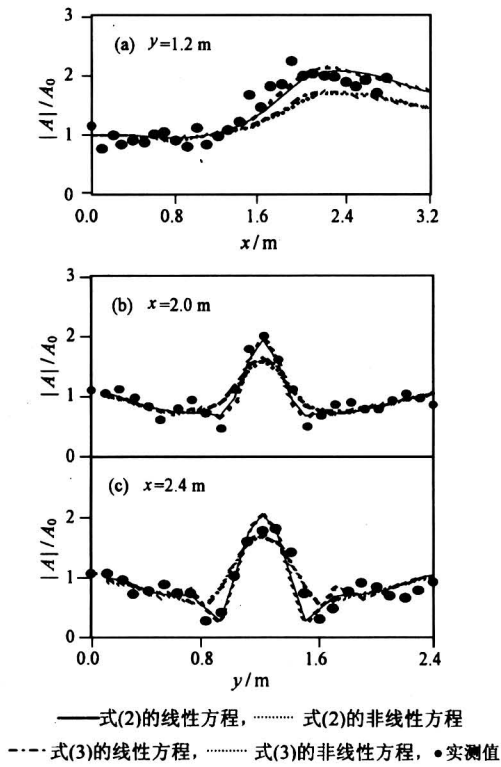 3
(a) y=1.2 m
2
|A| / A₀
1
0
0.0 0.8 1.6 2.4 3.2
x/m
3
(b) x=2.0 m
2
|A| / A₀
1
0
(c) x=2.4 m
2
|A| / A₀
1
0
0.0 0.8 1.6 2.4
y/m
式(2)的线性方程, 式(2)的非线性方程
式(3)的线性方程, 式(3)的非线性方程, 实测值